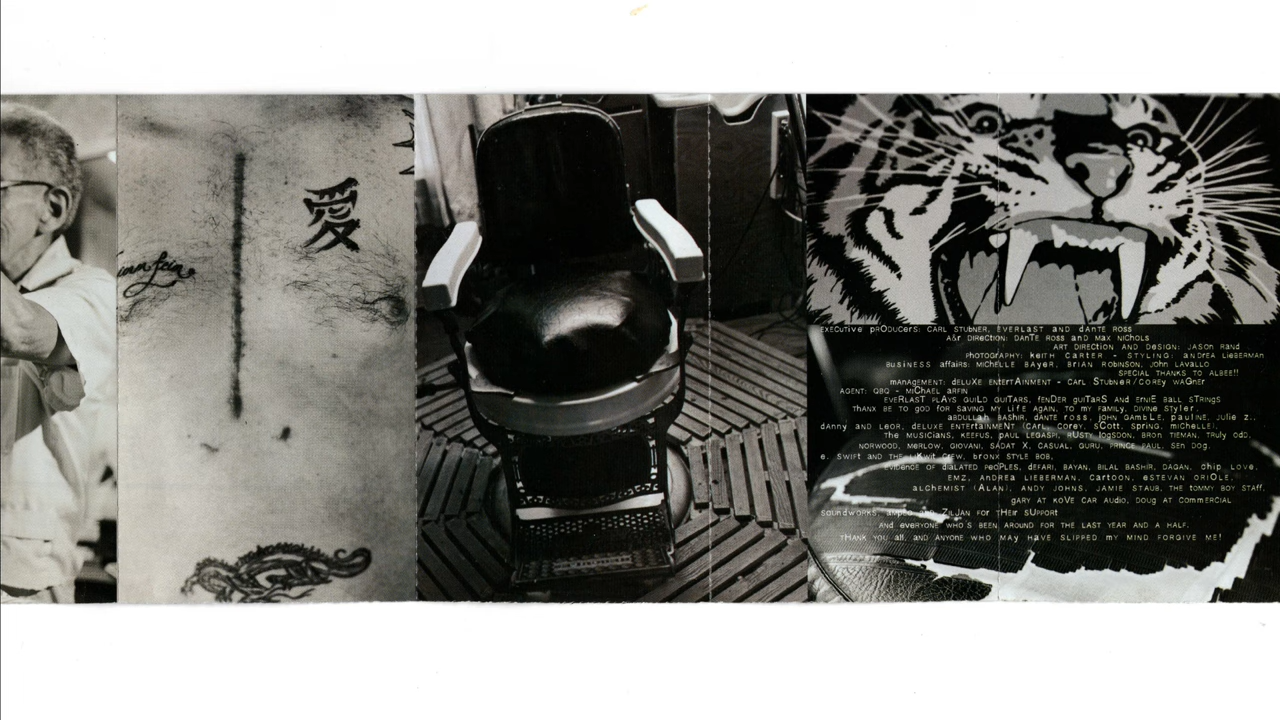 愛
EXECUTIVE PRODUCERS: CARL STUBNER, EVERLAST AND DANTE ROSS
A&R DIRECTION: DANTE ROSS AND MAX NICHOLS
ART DIRECTION AND DESIGN: JASON RAND
PHOTOGRAPHY: KEITH CARTER - STYLING: ANDREA LIEBERMAN
BUSINESS AFFAIRS: MICHELLE BAYER, BRIAN ROBINSON, JOHN LAVALLO
SPECIAL THANKS TO ALBEE!!
MANAGEMENT: DELUXE ENTERTAINMENT - CARL STUBNER/COREY WAGNER
AGENT: QBQ - MICHAEL ARFIN
EVERLAST PLAYS GUILD GUITARS, FENDER GUITARS AND ERNIE BALL STRINGS
THANX BE TO GOD FOR SAVING MY LIFE AGAIN, TO MY FAMILY, DIVINE STYLER,
ABDULLAH BASHIR, DANTE ROSS, JOHN GAMBLE, PAULINE, JULIE Z..
DANNY AND LEOR, DELUXE ENTERTAINMENT (CARL, COREY, SCOTT, SPRING, MICHELLE),
THE MUSICIANS, KEEFUS, PAUL LEGASPI, RUSTY LOGSDON, BRON TIEMAN, TRULY ODD,
NORWOOD, MERLOW, GIOVANI, SADAT X, CASUAL, GURU, PRINCE PAUL, SEN DOG,
E. SWIFT AND THE LIKWIT CREW, BRONX STYLE BOB,
EVIDENCE OF DIALATED PEOPLES, DEFARI, BAYAN, BILAL BASHIR, DAGAN, CHIP LOVE,
EMZ, ANDREA LIEBERMAN, CARTOON, ESTEVAN ORIOLE,
ALCHEMIST (ALAN), ANDY JOHNS, JAMIE STAUB, THE TOMMY BOY STAFF,
GARY AT KOVE CAR AUDIO, DOUG AT COMMERCIAL
SOUNDWORKS, AMPEG AND ZILJAN FOR THEIR SUPPORT
AND EVERYONE WHO'S BEEN AROUND FOR THE LAST YEAR AND A HALF.
THANK YOU ALL, AND ANYONE WHO MAY HAVE SLIPPED MY MIND FORGIVE ME!